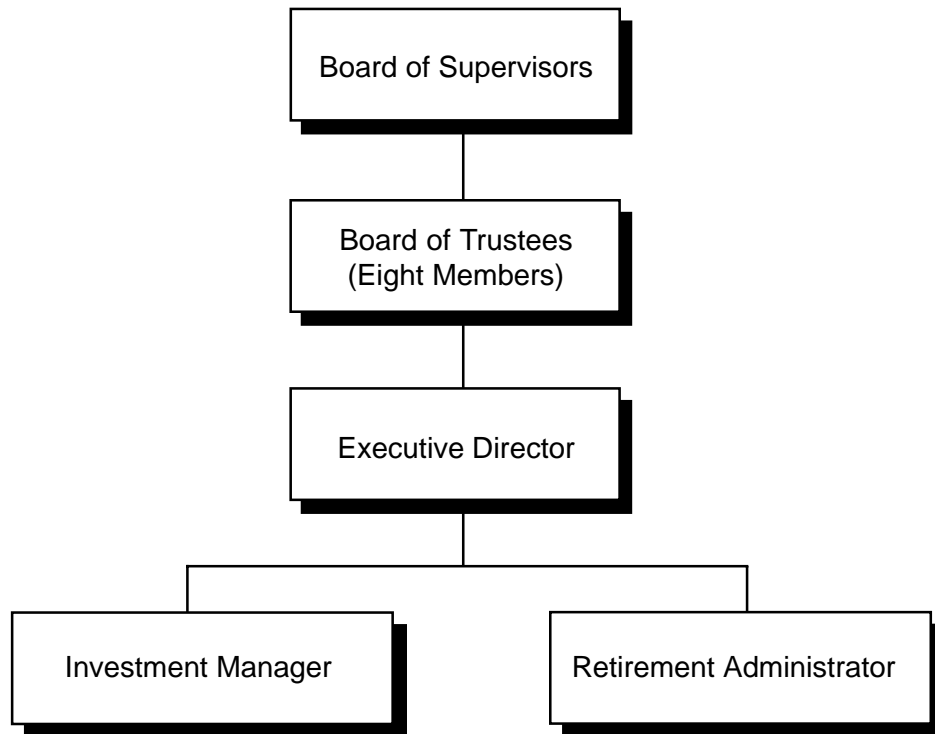 Board of Supervisors
Board of Trustees
(Eight Members)
Executive Director
Investment Manager
Retirement Administrator